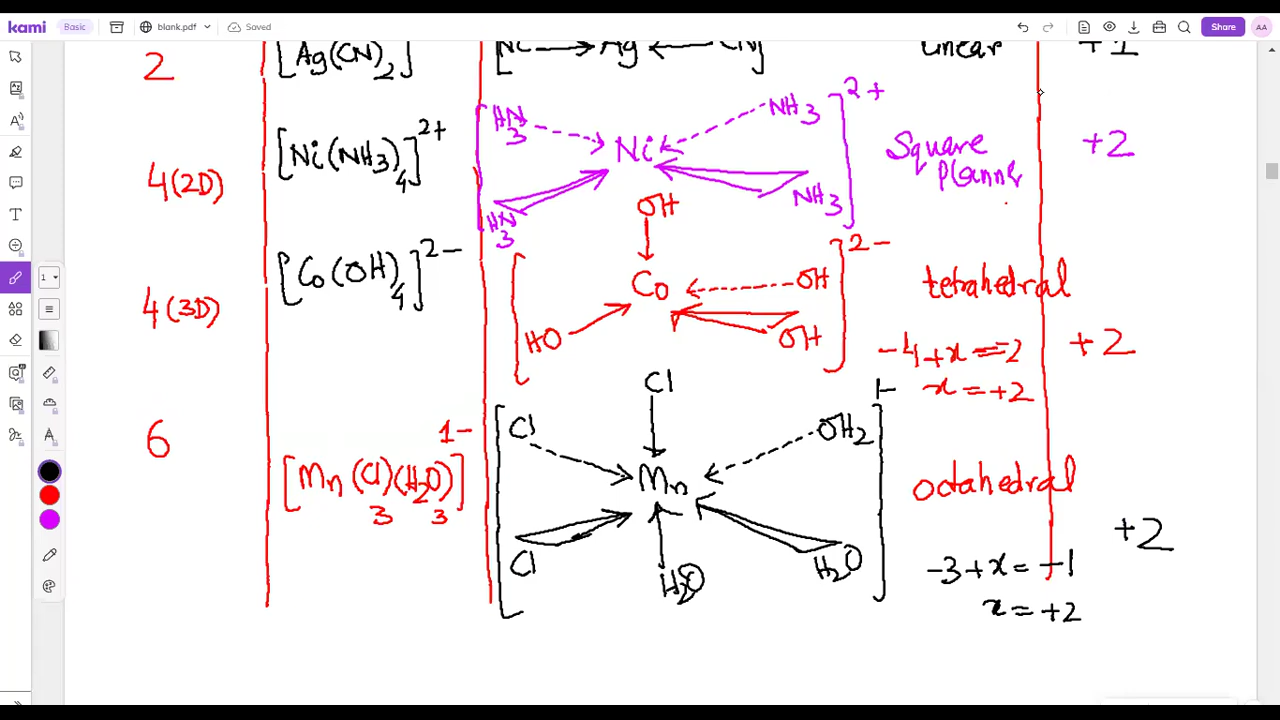 kami Basic blank.pdf Saved Share AA
2 [Ag(CN)2] [NC Ag CN] linear +1
4(2D) [Ni(NH3)4]2+ [H3N NH3 Ni H3N NH3]2+ Square planner +2
4(3D) [Co(OH)4]2- [OH Co OH HO OH]2- tetrahedral +2
-4+x=-2
x=+2
6 [Mn(Cl)3(H2O)3]1- [Cl Cl OH2 Mn Cl H2O H2O]1- octahedral +2
-3+x=-1
x=+2
1